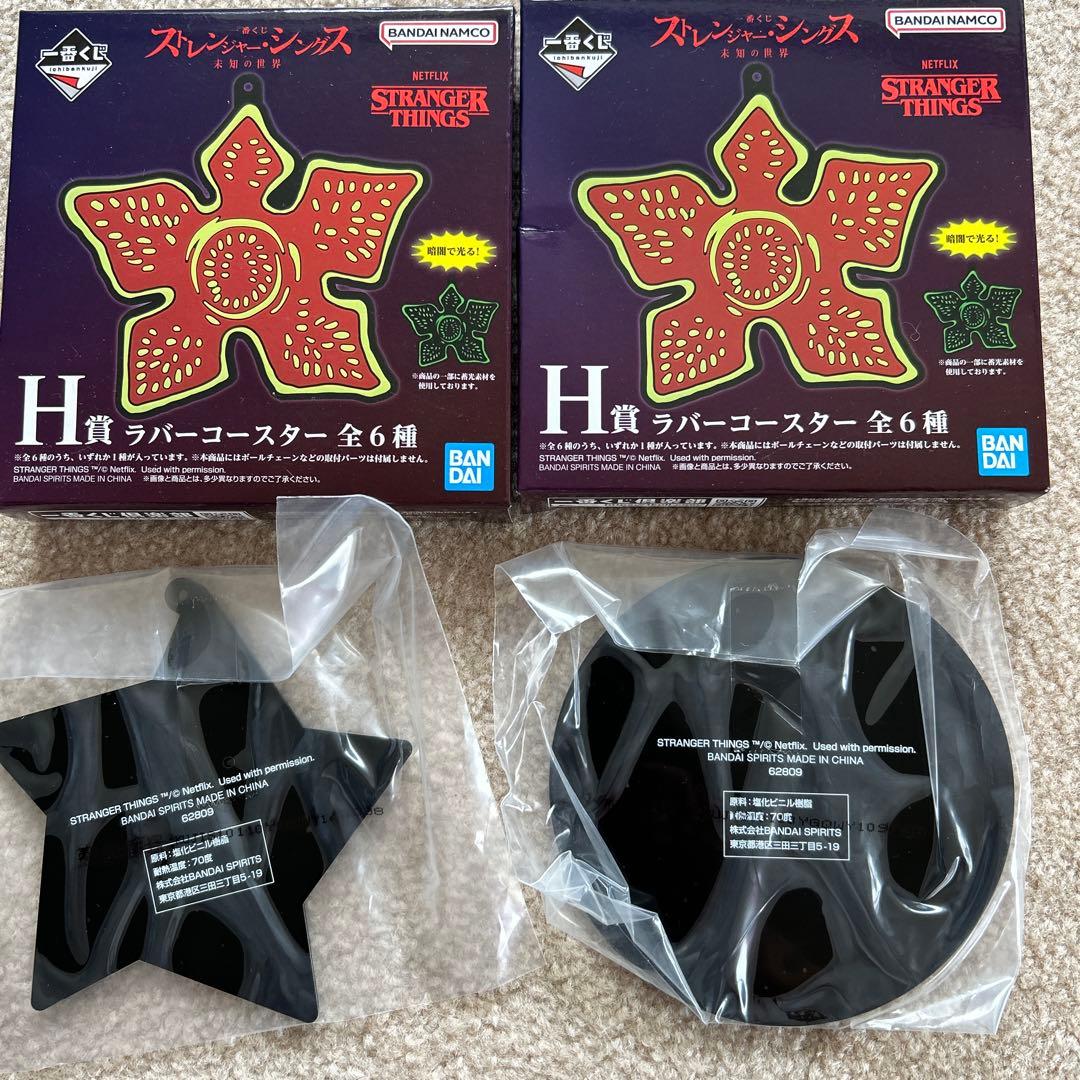 一番くじ
ichibankuji
一番くじ
ストレンジャー・シングス
未知の世界
BANDAI NAMCO
NETFLIX
STRANGER
THINGS
暗闇で光る!
※商品の一部に蓄光素材を
使用しております。
H賞 ラバーコースター 全6種
※全6種のうち、いずれか1種が入っています。※本商品にはボールチェーンなどの取付パーツは付属しません。
STRANGER THINGS ™/© Netflix. Used with permission.
BANDAI SPIRITS MADE IN CHINA ※画像と商品とは、多少異なりますのでご了承ください。
BAN
DAI
一番くじ
ichibankuji
一番くじ
ストレンジャー・シングス
未知の世界
BANDAI NAMCO
NETFLIX
STRANGER
THINGS
暗闇で光る!
※商品の一部に蓄光素材を
使用しております。
H賞 ラバーコースター 全6種
※全6種のうち、いずれか1種が入っています。※本商品にはボールチェーンなどの取付パーツは付属しません。
STRANGER THINGS ™/© Netflix. Used with permission.
BANDAI SPIRITS MADE IN CHINA ※画像と商品とは、多少異なりますのでご了承ください。
BAN
DAI
STRANGER THINGS ™/© Netflix. Used with permission.
BANDAI SPIRITS MADE IN CHINA
62809
原料:塩化ビニル樹脂
耐熱温度:70度
株式会社BANDAI SPIRITS
東京都港区三田三丁目5-19
STRANGER THINGS ™/© Netflix. Used with permission.
BANDAI SPIRITS MADE IN CHINA
62809
原料:塩化ビニル樹脂
耐熱温度:70度
株式会社BANDAI SPIRITS
東京都港区三田三丁目5-19